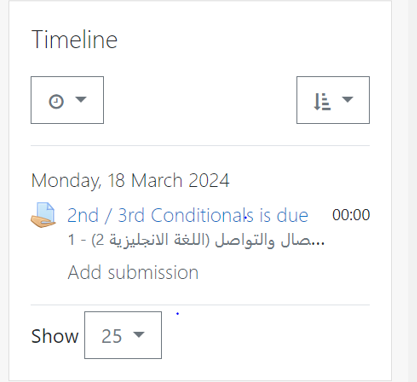 Timeline
Monday, 18 March 2024
2nd / 3rd Conditionals is due 00:00
1 - (2 صال والتواصل (اللغة الانجليزية...
Add submission
Show 25